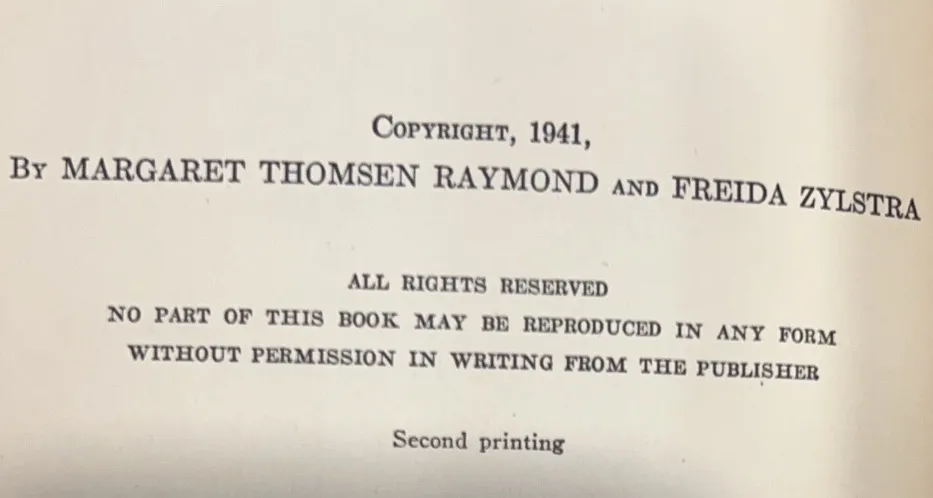 COPYRIGHT, 1941,
BY MARGARET THOMSEN RAYMOND AND FREIDA ZYLSTRA
ALL RIGHTS RESERVED
NO PART OF THIS BOOK MAY BE REPRODUCED IN ANY FORM
WITHOUT PERMISSION IN WRITING FROM THE PUBLISHER
Second printing